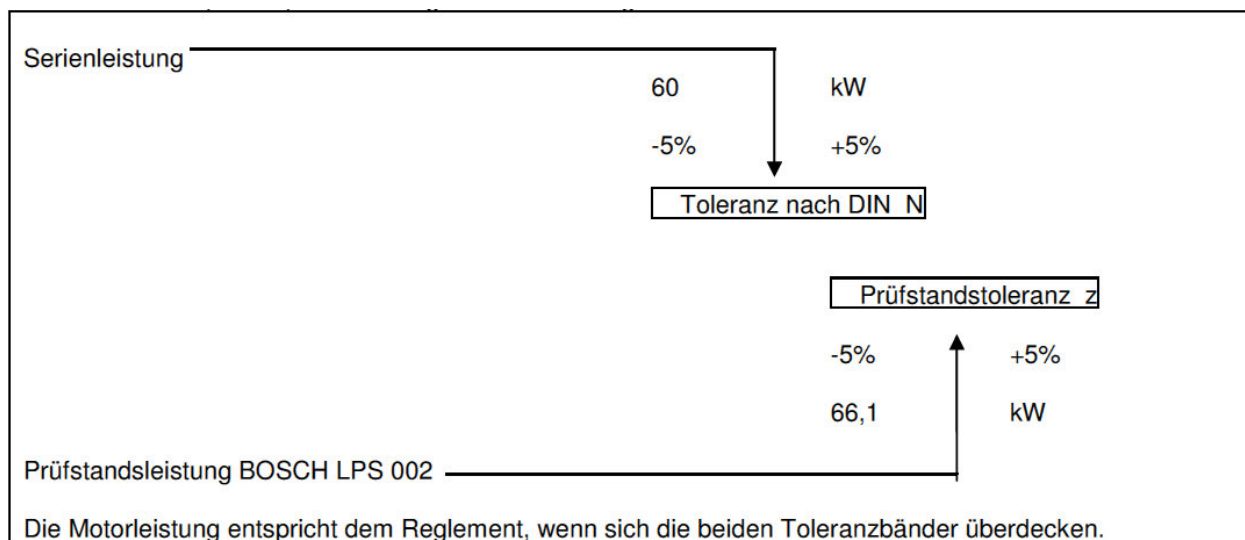 Serienleistung
60 kW
-5% +5%
Toleranz nach DIN N
Prüfstandstoleranz z
-5% +5%
66,1 kW
Prüfstandsleistung BOSCH LPS 002
Die Motorleistung entspricht dem Reglement, wenn sich die beiden Toleranzbänder überdecken.